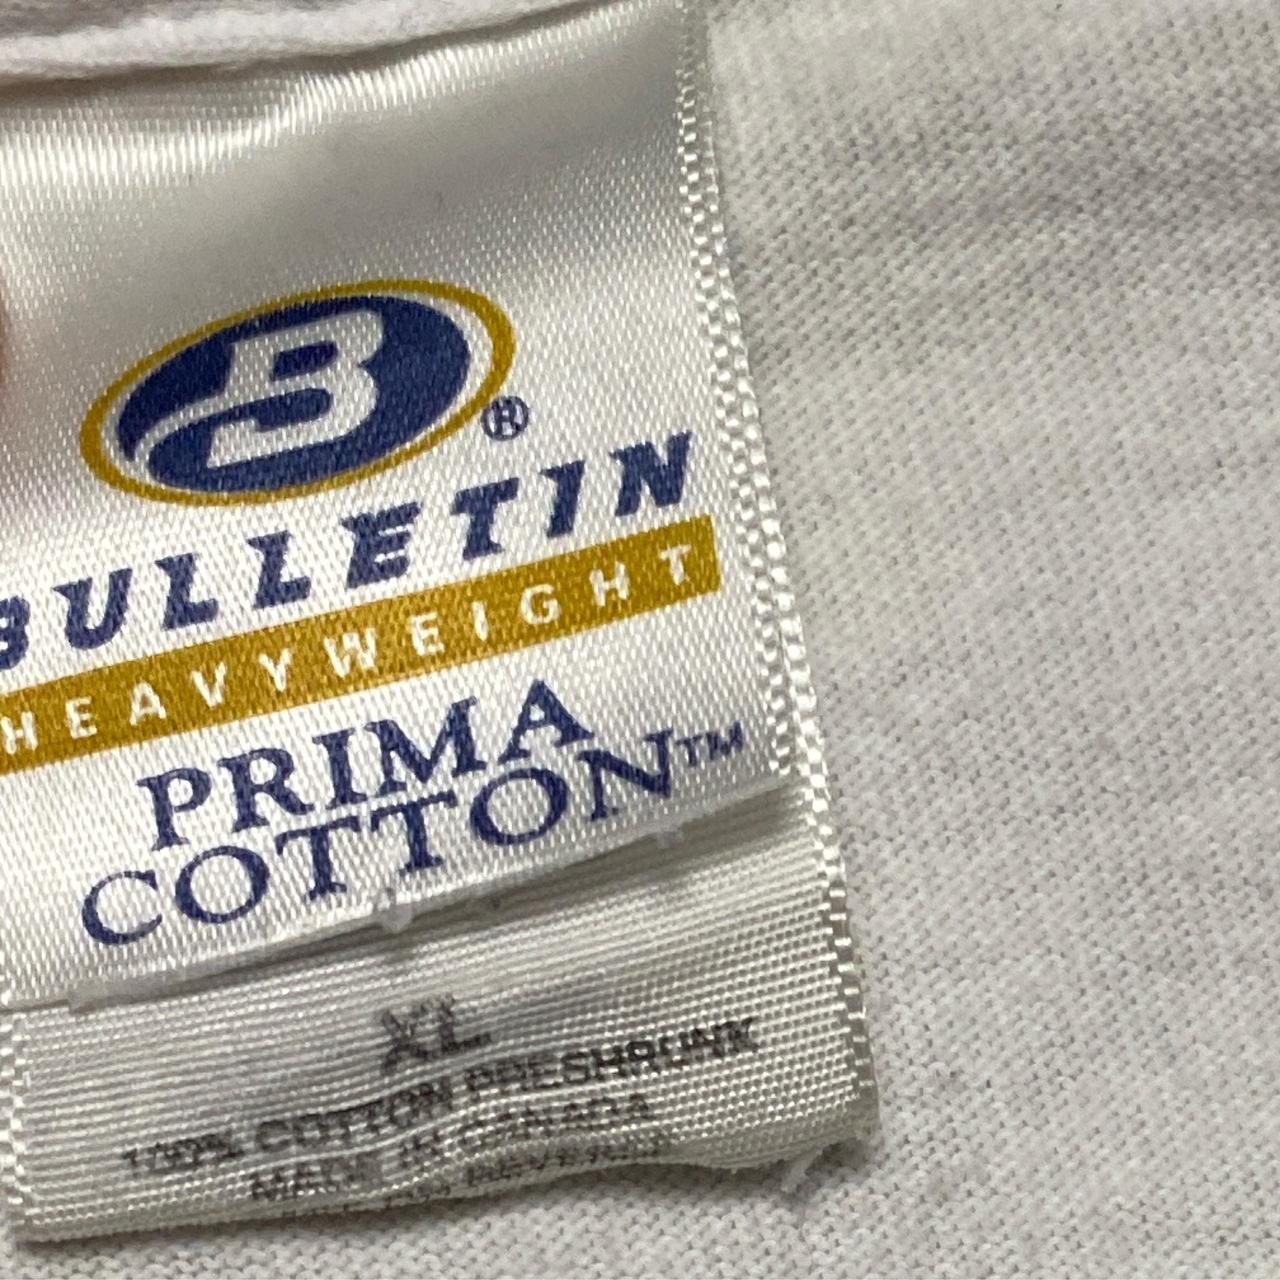 B®
BULLETIN
HEAVYWEIGHT
PRIMA
COTTON™
XL
100% COTTON PRESHRUNK
MADE IN CANADA